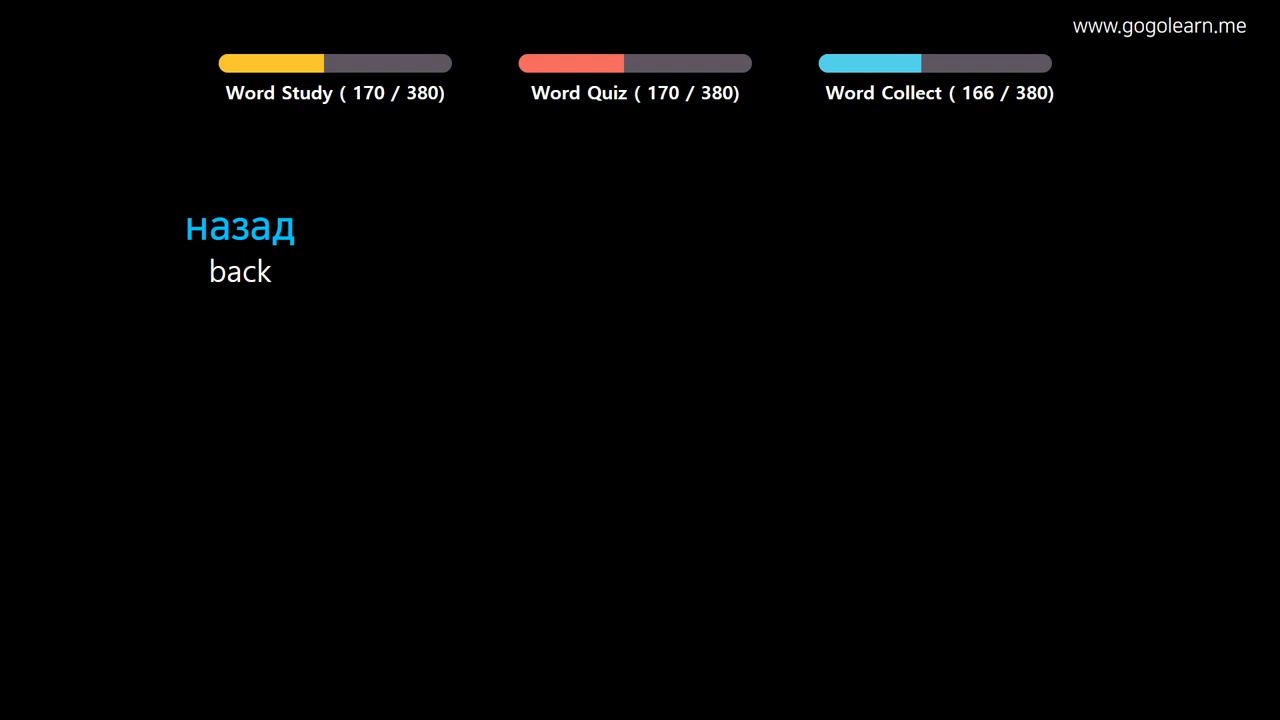 www.gogolearn.me
Word Study ( 170 / 380)
Word Quiz ( 170 / 380)
Word Collect ( 166 / 380)
назад
back